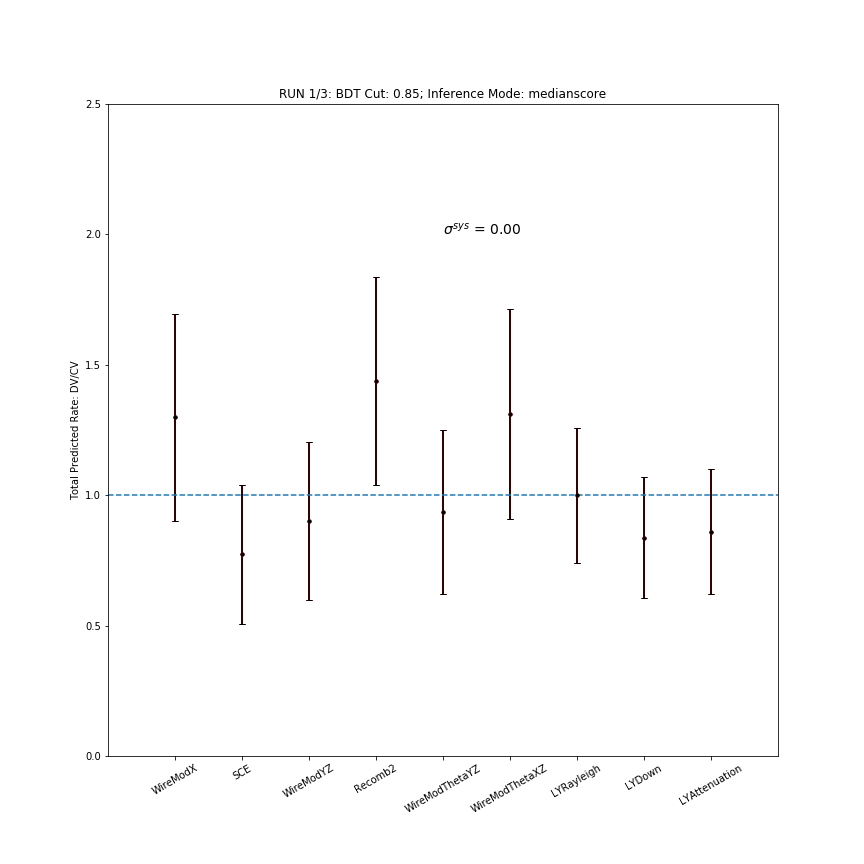 RUN 1/3: BDT Cut: 0.85; Inference Mode: medianscore
2.5
2.0
1.5
1.0
0.5
0.0
Total Predicted Rate: DV/CV
σ^sys = 0.00
WireModX
SCE
WireModYZ
Recomb2
WireModThetaYZ
WireModThetaXZ
LYRayleigh
LYDown
LYAttenuation